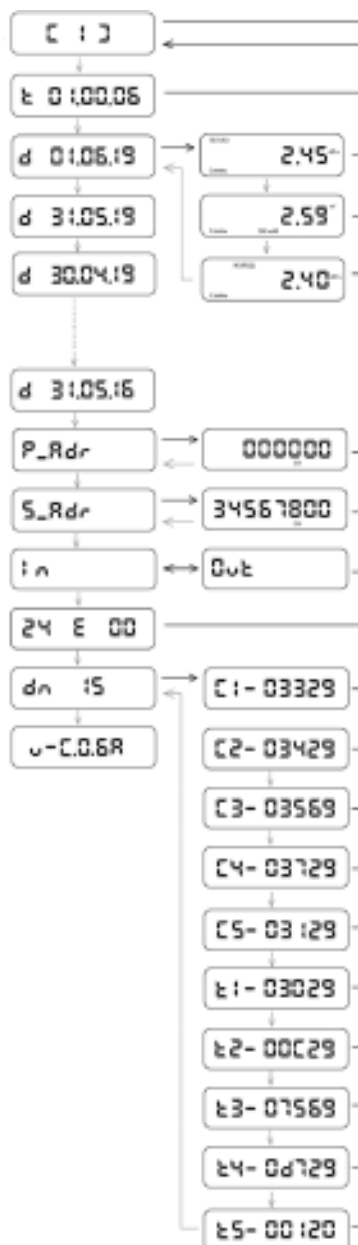 [ 1 ]
t 01.00.06
d 01.06.19
2.45
d 31.05.19
2.59
d 30.04.19
2.40
d 31.05.16
P_Adr
000000
S_Adr
34567800
In
Out
24 E 00
dn 15
C1-03329
u-C.0.6A
C2-03429
C3-03569
C4-03729
C5-03129
t1-03029
t2-00C29
t3-07569
t4-0d729
t5-00120